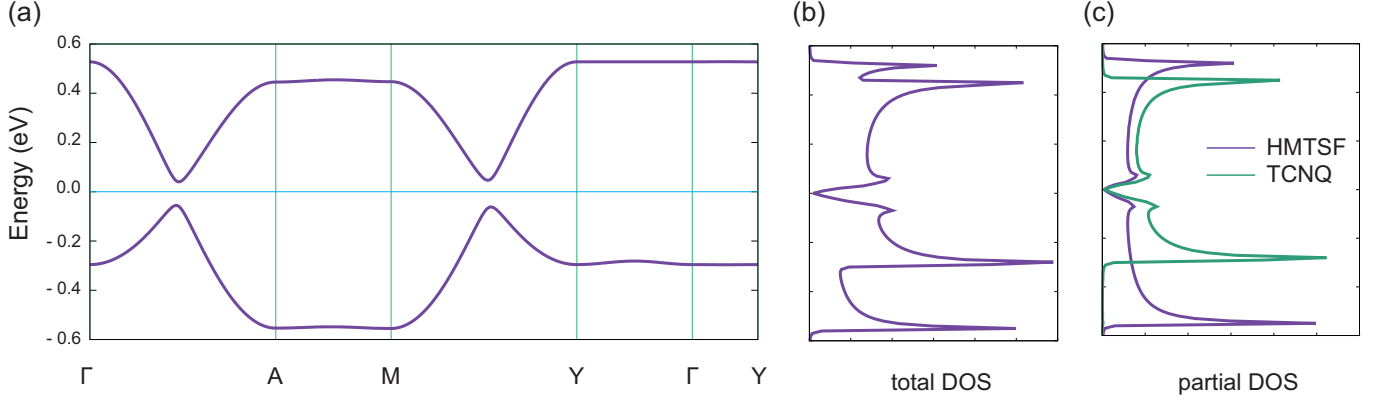 (a)
(b)
(c)
Energy (eV)
0.6
0.4
0.2
0.0
- 0.2
- 0.4
- 0.6
Γ A M Y Γ Y
total DOS
HMTSF
TCNQ
partial DOS